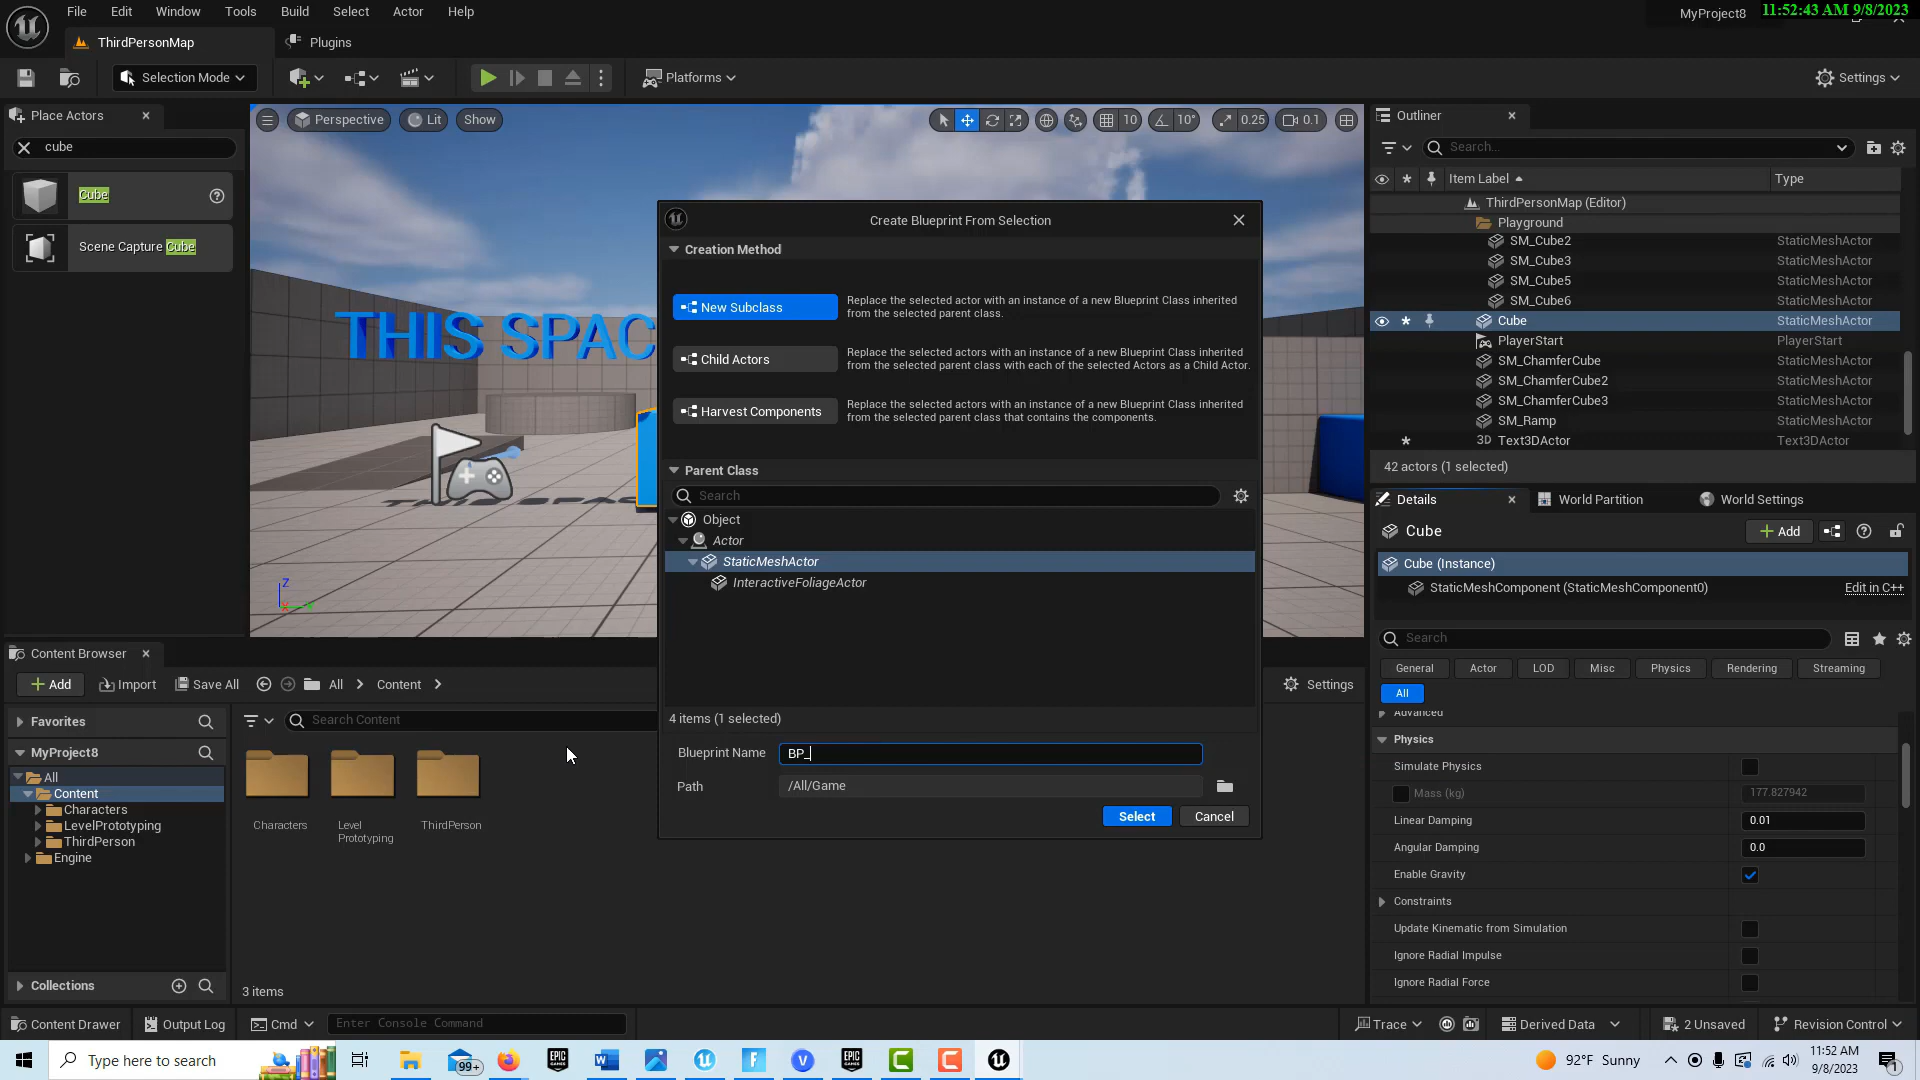 File Edit Window Tools Build Select Actor Help
MyProject8
11:52:43 AM 9/8/2023
ThirdPersonMap
Plugins
Selection Mode
Platforms
Settings
Place Actors
cube
Cube
Scene Capture Cube
Perspective
Lit
Show
10
10°
0.25
0.1
THIS SPAC
Create Blueprint From Selection
Creation Method
New Subclass
Replace the selected actor with an instance of a new Blueprint Class inherited
from the selected parent class.
Child Actors
Replace the selected actors with an instance of a new Blueprint Class inherited
from the selected parent class with each of the selected Actors as a Child Actor.
Harvest Components
Replace the selected actors with an instance of a new Blueprint Class inherited
from the selected parent class that contains the components.
Parent Class
Search
Object
Actor
StaticMeshActor
InteractiveFoliageActor
4 items (1 selected)
Blueprint Name BP_
Path /All/Game
Select
Cancel
Outliner
Search...
Item Label
Type
ThirdPersonMap (Editor)
Playground
SM_Cube2 StaticMeshActor
SM_Cube3 StaticMeshActor
SM_Cube5 StaticMeshActor
SM_Cube6 StaticMeshActor
Cube StaticMeshActor
PlayerStart PlayerStart
SM_ChamferCube StaticMeshActor
SM_ChamferCube2 StaticMeshActor
SM_ChamferCube3 StaticMeshActor
SM_Ramp StaticMeshActor
3D Text3DActor Text3DActor
42 actors (1 selected)
Details
World Partition
World Settings
Cube
Add
Cube (Instance)
StaticMeshComponent (StaticMeshComponent0)
Edit in C++
Search
General Actor LOD Misc Physics Rendering Streaming
All
Advanced
Physics
Simulate Physics
Mass (kg) 177.827942
Linear Damping 0.01
Angular Damping 0.0
Enable Gravity
Constraints
Update Kinematic from Simulation
Ignore Radial Impulse
Ignore Radial Force
Z
Content Browser
Add
Import
Save All
All
Content
Settings
Favorites
Search Content
MyProject8
All
Content
Characters
LevelPrototyping
ThirdPerson
Engine
Characters
Level
Prototyping
ThirdPerson
Collections
3 items
Content Drawer
Output Log
Cmd
Enter Console Command
Trace
Derived Data
2 Unsaved
Revision Control
Type here to search
99+
EPIC
GAMES
W
F
V
EPIC
GAMES
C
C
92°F Sunny
11:52 AM
9/8/2023
1